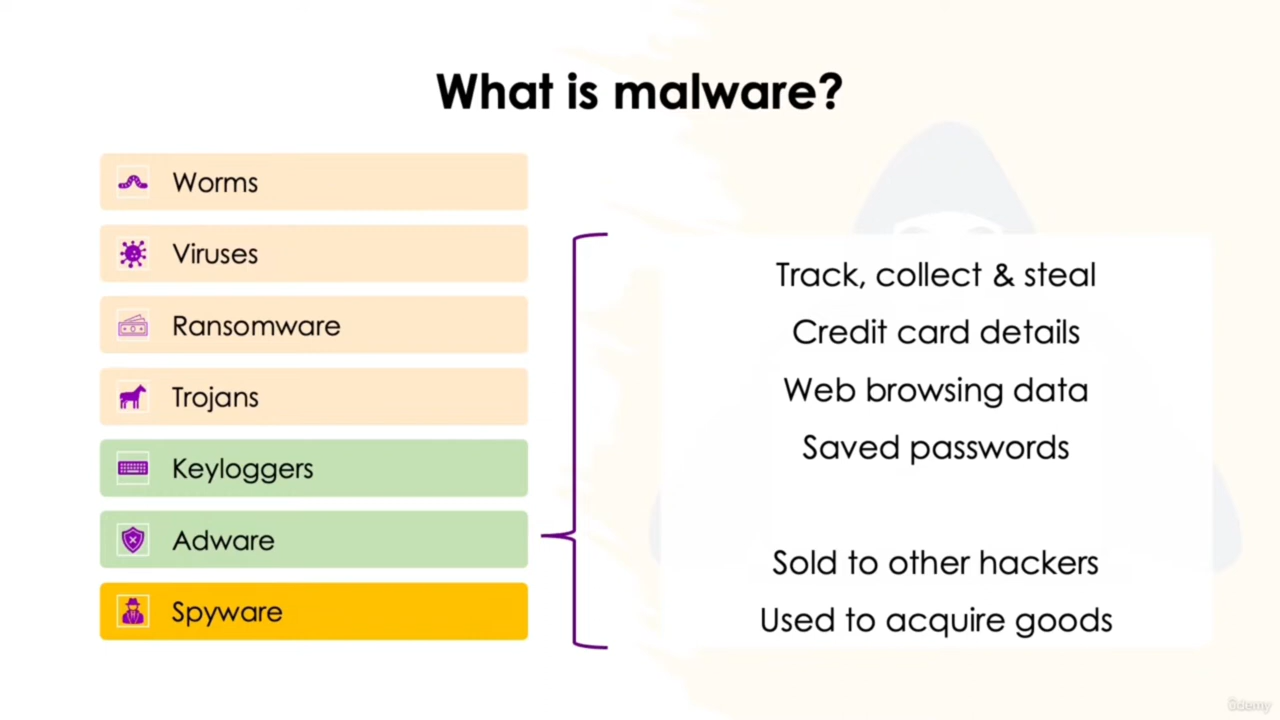 What is malware?
Worms
Viruses
Ransomware
Trojans
Keyloggers
Adware
Spyware
Track, collect & steal
Credit card details
Web browsing data
Saved passwords
Sold to other hackers
Used to acquire goods
ûdemy